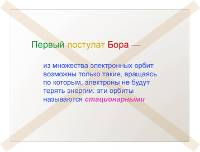 Первый постулат Бора —
из множества электронных орбит
возможны только такие, вращаясь
по которым, электроны не будут
терять энергии: эти орбиты
называются стационарными